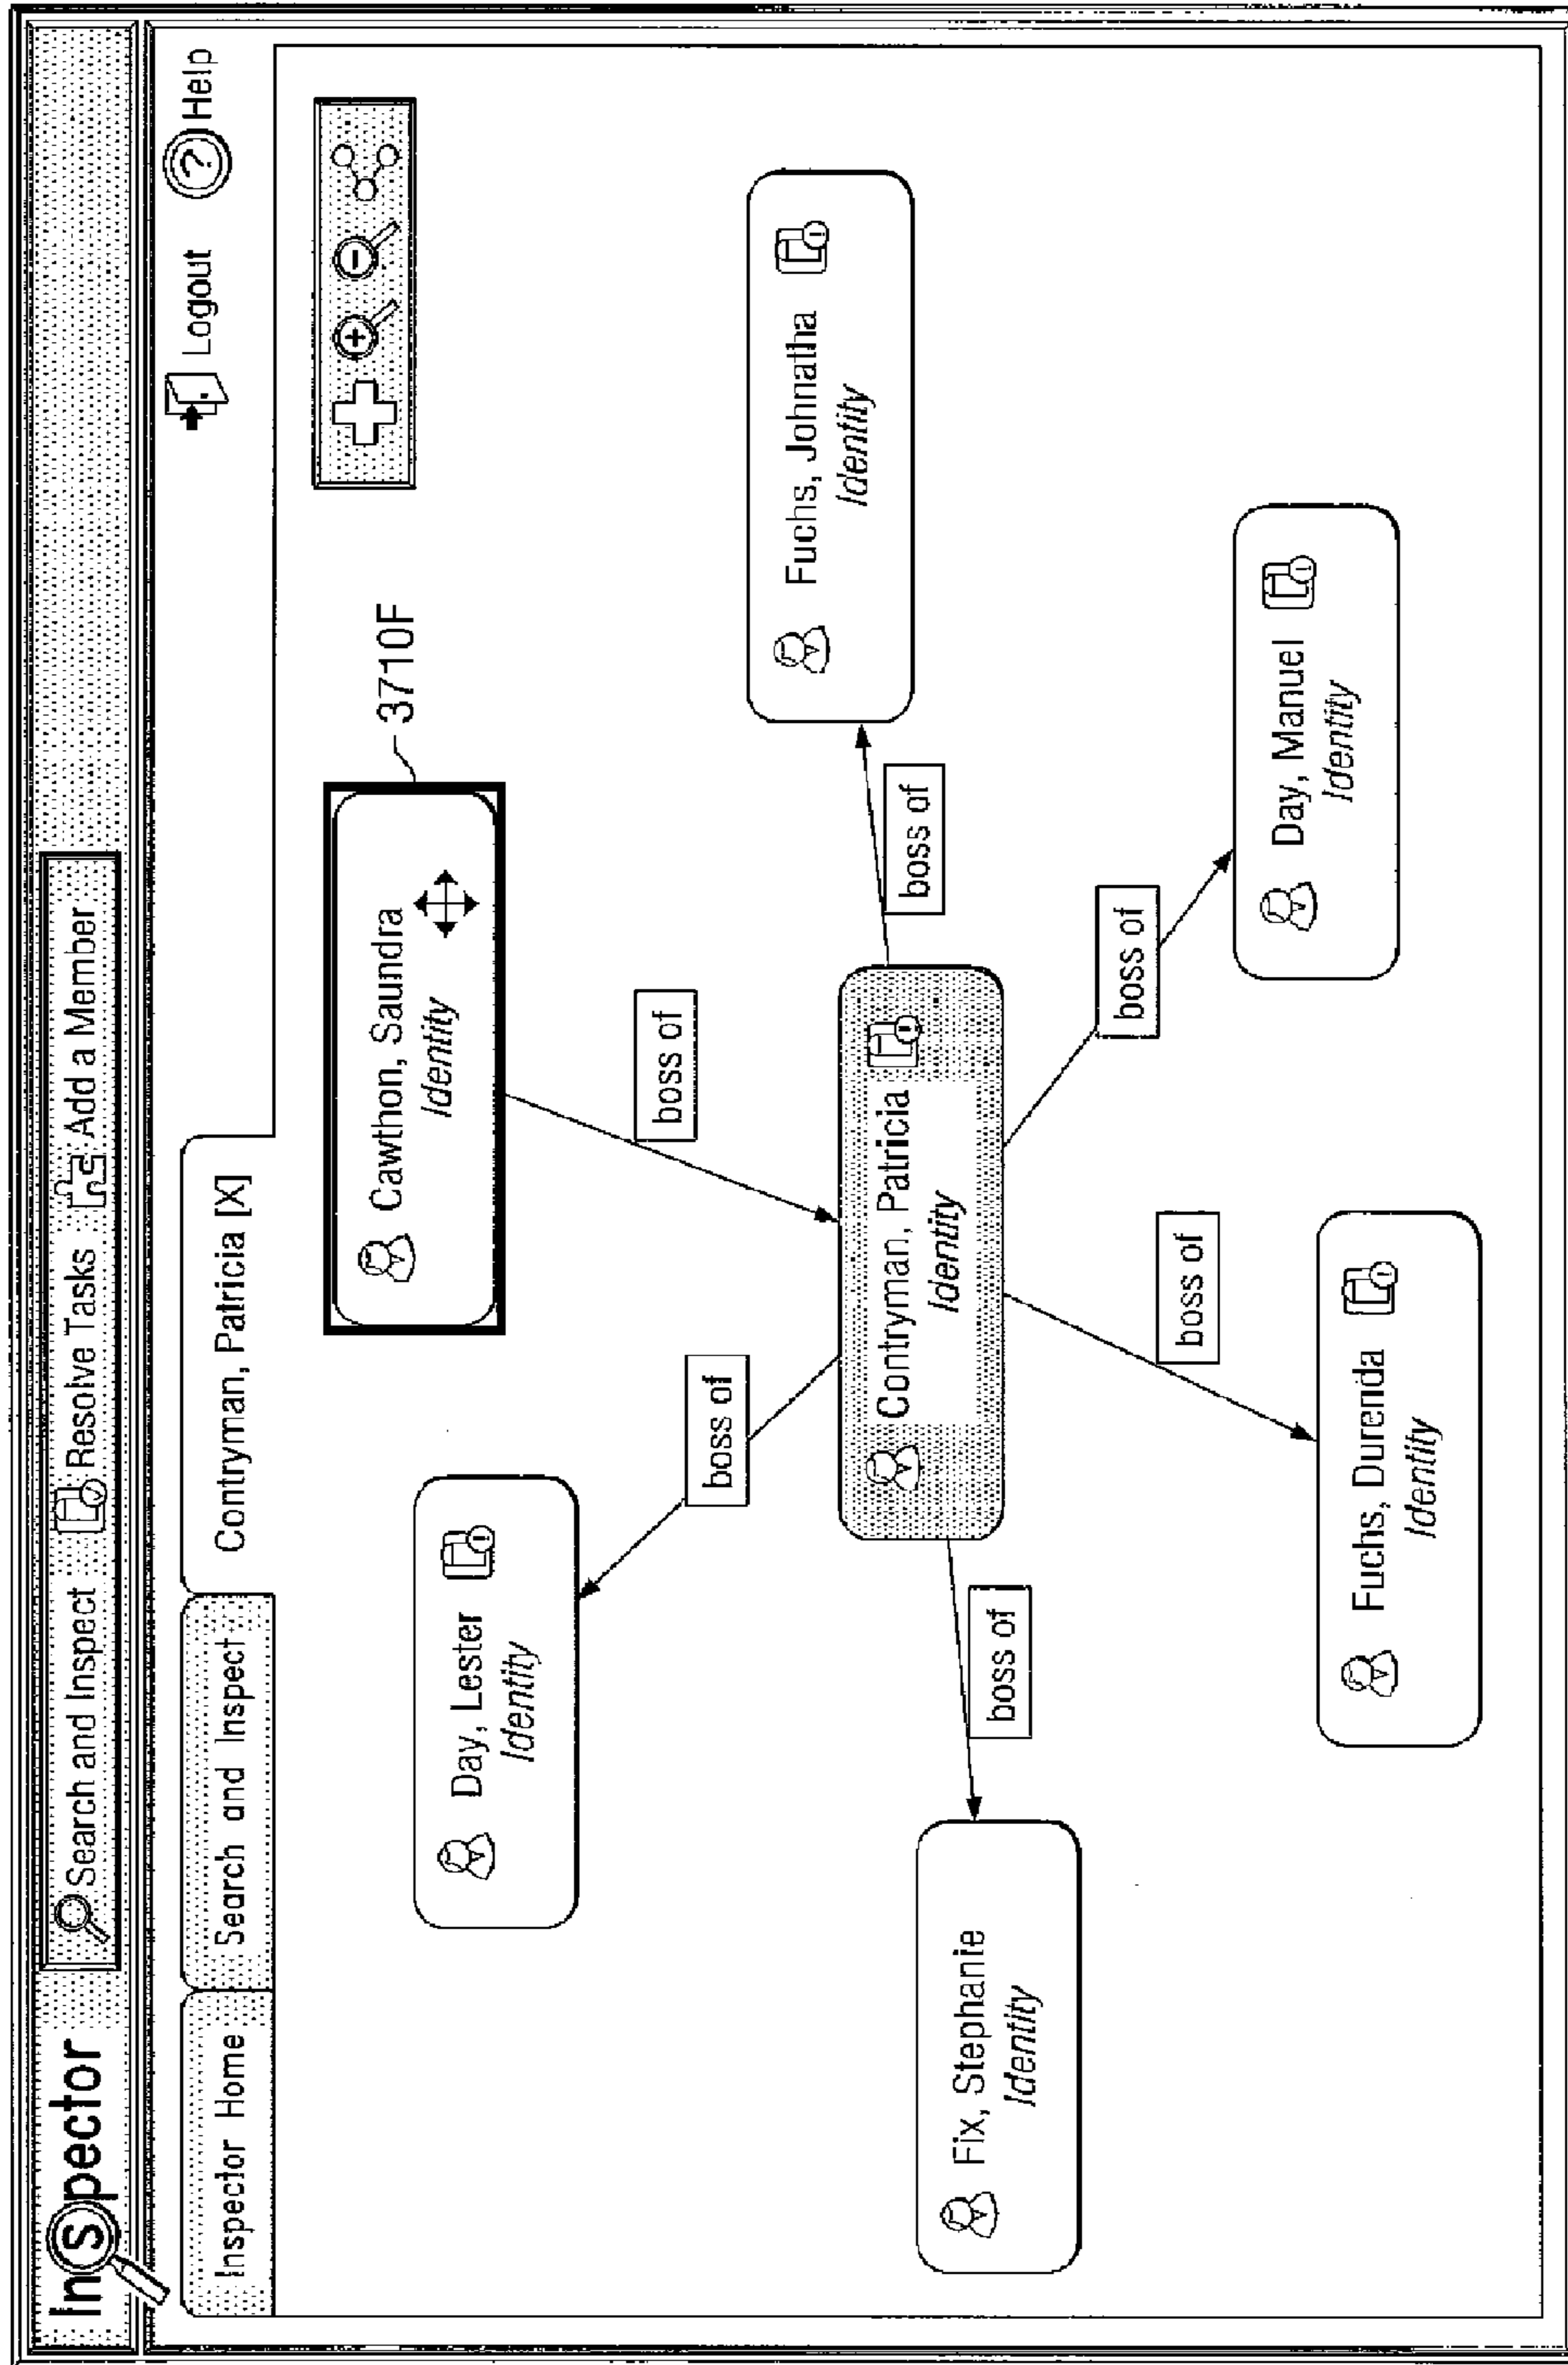 Inspector
Search and Inspect Resolve Tasks Add a Member
Logout ? Help
Inspector Home Search and Inspect Contryman, Patricia [X]
3710F
Cawthon, Saundra
Identity
Day, Lester
Identity
boss of
boss of
Fuchs, Johnatha
Identity
boss of
Contryman, Patricia
Identity
Fix, Stephanie
Identity
boss of
boss of
boss of
Day, Manuel
Identity
Fuchs, Durenda
Identity